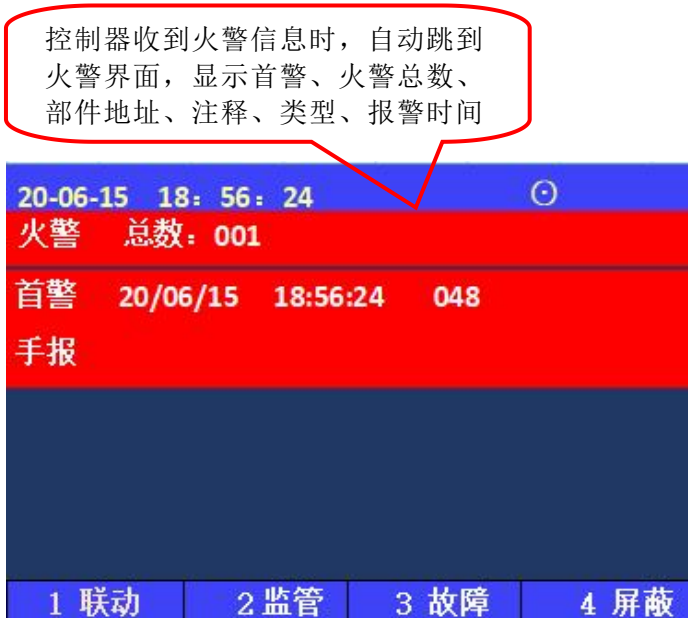 控制器收到火警信息时，自动跳到
火警界面，显示首警、火警总数、
部件地址、注释、类型、报警时间
20-06-15 18：56：24 ⊙
火警 总数：001
首警 20/06/15 18:56:24 048
手报
1 联动 2监管 3 故障 4 屏蔽